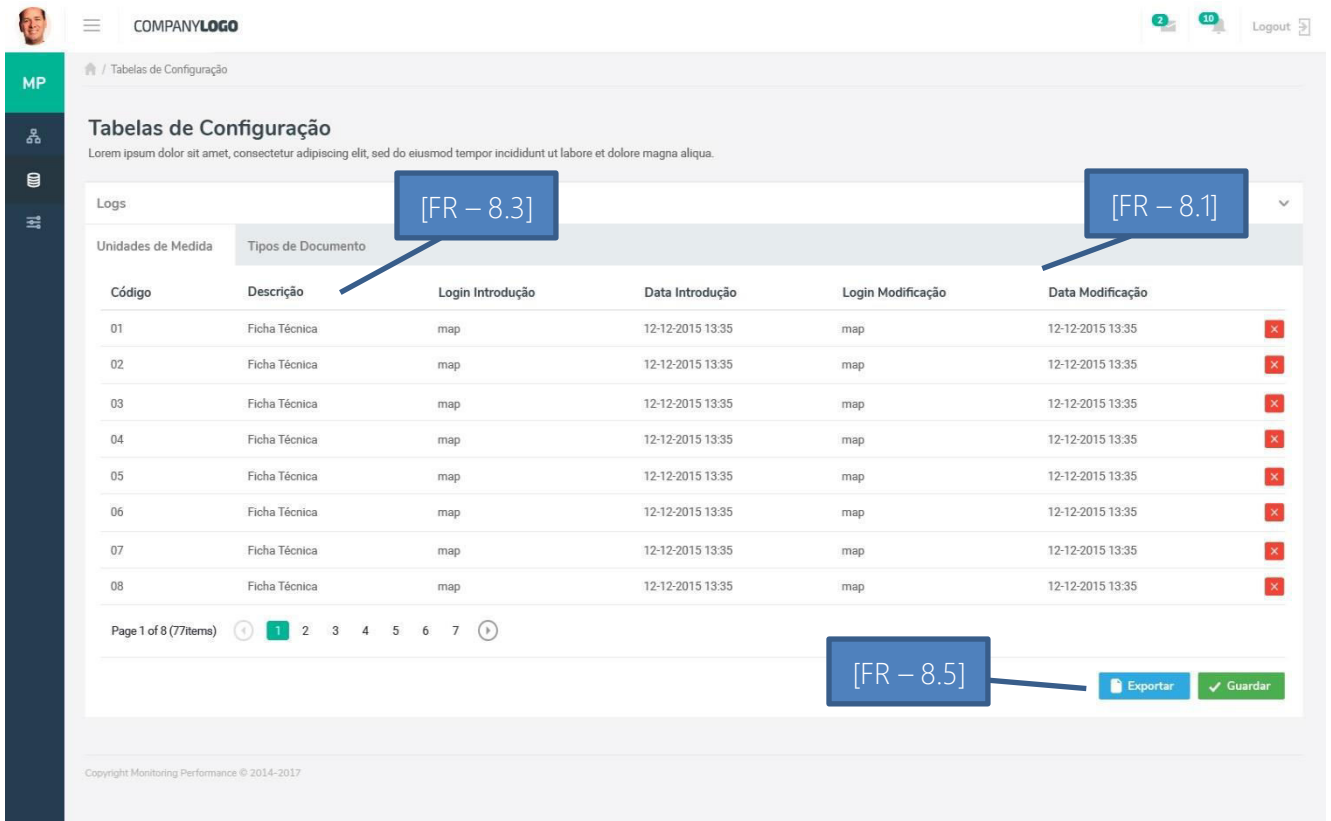 COMPANYLOGO
2
10
Logout
MP
/ Tabelas de Configuração
Tabelas de Configuração
Lorem ipsum dolor sit amet, consectetur adipiscing elit, sed do eiusmod tempor incididunt ut labore et dolore magna aliqua.
[FR – 8.3]
[FR – 8.1]
Logs
Unidades de Medida Tipos de Documento
Código Descrição Login Introdução Data Introdução Login Modificação Data Modificação
01 Ficha Técnica map 12-12-2015 13:35 map 12-12-2015 13:35
02 Ficha Técnica map 12-12-2015 13:35 map 12-12-2015 13:35
03 Ficha Técnica map 12-12-2015 13:35 map 12-12-2015 13:35
04 Ficha Técnica map 12-12-2015 13:35 map 12-12-2015 13:35
05 Ficha Técnica map 12-12-2015 13:35 map 12-12-2015 13:35
06 Ficha Técnica map 12-12-2015 13:35 map 12-12-2015 13:35
07 Ficha Técnica map 12-12-2015 13:35 map 12-12-2015 13:35
08 Ficha Técnica map 12-12-2015 13:35 map 12-12-2015 13:35
Page 1 of 8 (77items) 1 2 3 4 5 6 7
[FR – 8.5]
Exportar Guardar
Copyright Monitoring Performance © 2014-2017